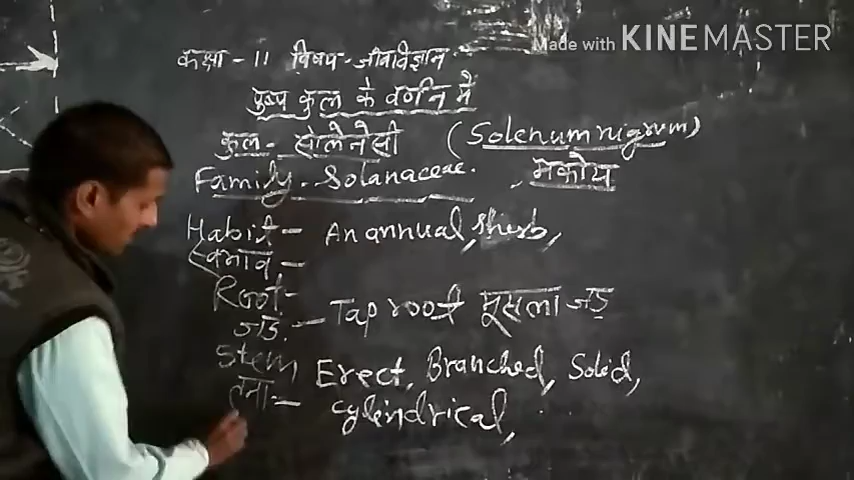 Made with KINEMASTER
कक्षा - 11 विषय - जीवविज्ञान
पुष्प कुल के वर्णन में
कुल - सोलेनेसी (Solenum nigrum)
Family - Solanaceae. , मकोय
Habit - An annual, sherb,
स्वभाव -
Root -
जड़ - Tap root मूसला जड़
Stem Erect, Branched, Solid,
तना - cylindrical,